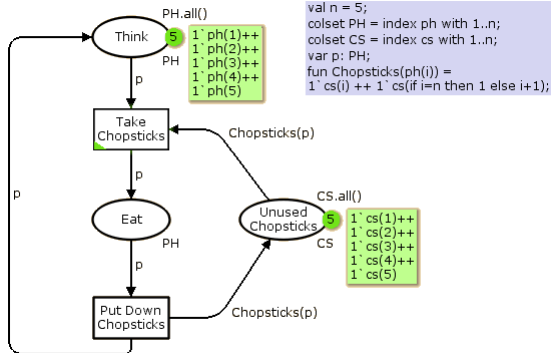 PH.all()
Think
5
1`ph(1)++
1`ph(2)++
1`ph(3)++
1`ph(4)++
1`ph(5)
PH
val n = 5;
colset PH = index ph with 1..n;
colset CS = index cs with 1..n;
var p: PH;
fun Chopsticks(ph(i)) =
1`cs(i) ++ 1`cs(if i=n then 1 else i+1);
p
Take
Chopsticks
Chopsticks(p)
p
p
CS.all()
Eat
Unused
Chopsticks
5
1`cs(1)++
1`cs(2)++
1`cs(3)++
1`cs(4)++
1`cs(5)
PH
CS
p
Put Down
Chopsticks
Chopsticks(p)